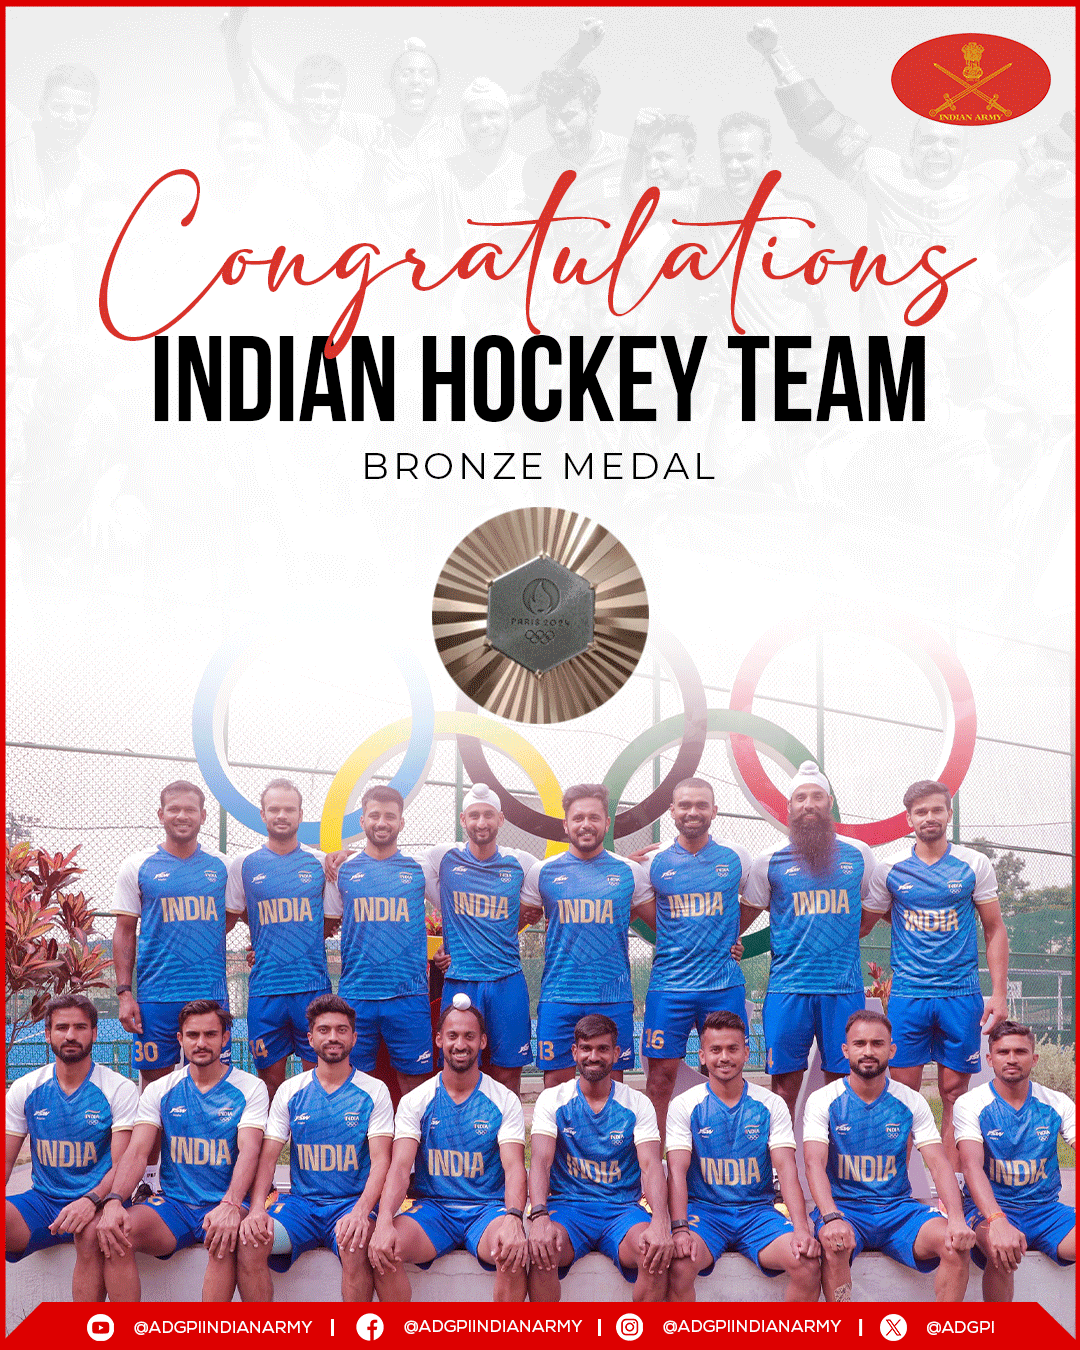 INDIAN ARMY
Congratulations
INDIAN HOCKEY TEAM
BRONZE MEDAL
PARIS 2024
INDIA INDIA INDIA INDIA INDIA INDIA INDIA INDIA
30 13 16
INDIA INDIA INDIA INDIA INDIA INDIA INDIA INDIA
@ADGPIINDIANARMY | @ADGPIINDIANARMY | @ADGPIINDIANARMY | @ADGPI